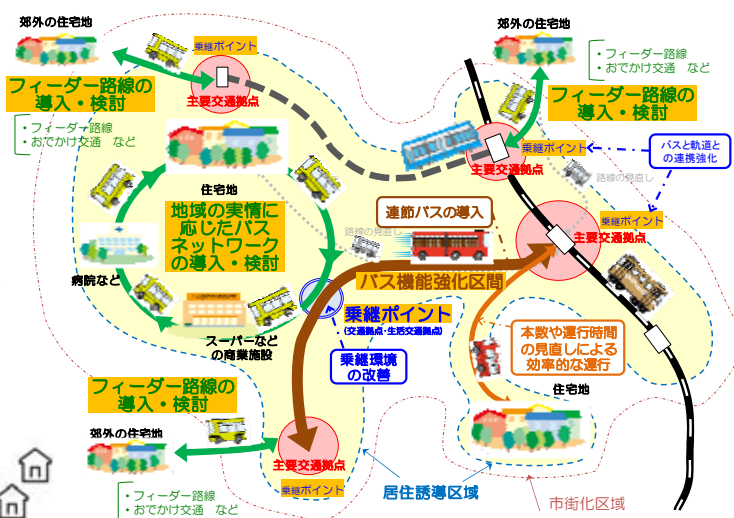 郊外の住宅地
乗継ポイント
主要交通拠点
フィーダー路線の
導入・検討
・フィーダー路線
・おでかけ交通 など
郊外の住宅地
・フィーダー路線
・おでかけ交通 など
フィーダー路線の
導入・検討
乗継ポイント
主要交通拠点
バスと軌道と
の連携強化
路線の見直し
乗継ポイント
主要交通拠点
住宅地
地域の実情に
応じたバス
ネットワーク
の導入・検討
病院など
スーパーなど
の商業施設
路線の見直し
連節バスの導入
バス機能強化区間
乗継ポイント
(交通拠点・生活交通拠点)
乗継環境
の改善
本数や運行時間
の見直しによる
効率的な運行
住宅地
フィーダー路線の
導入・検討
郊外の住宅地
・フィーダー路線
・おでかけ交通 など
主要交通拠点
乗継ポイント
居住誘導区域
市街化区域